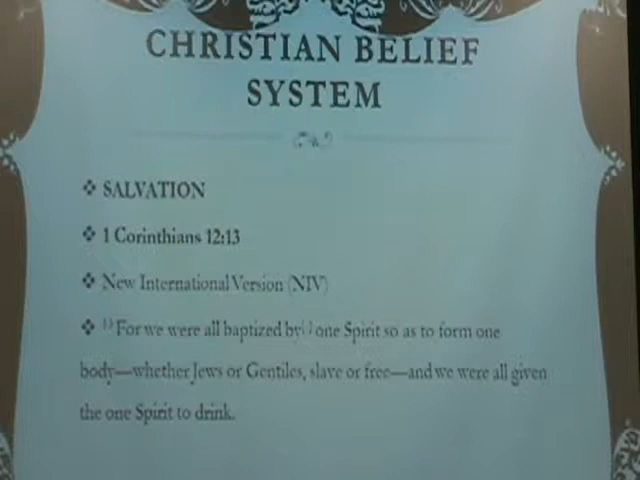 CHRISTIAN BELIEF
SYSTEM
❖ SALVATION
❖ 1 Corinthians 12:13
❖ New International Version (NIV)
❖ 13 For we were all baptized by[ ] one Spirit so as to form one
body—whether Jews or Gentiles, slave or free—and we were all given
the one Spirit to drink.